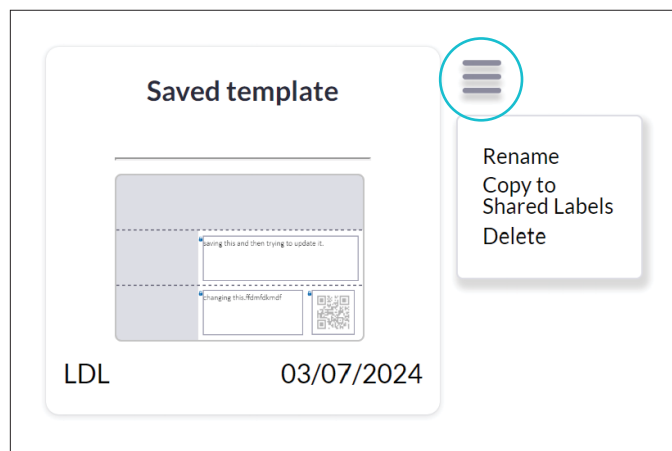 Saved template
Rename
Copy to
Shared Labels
Delete
saving this and then trying to update it.
changing this.ffdmfdkmdf
LDL
03/07/2024